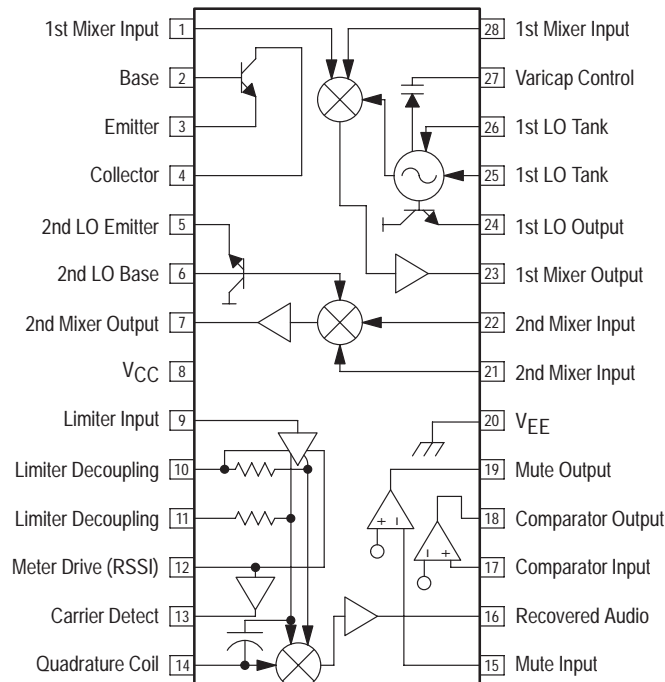 1st Mixer Input 1
28 1st Mixer Input
Base 2
27 Varicap Control
Emitter 3
26 1st LO Tank
Collector 4
25 1st LO Tank
2nd LO Emitter 5
24 1st LO Output
2nd LO Base 6
23 1st Mixer Output
2nd Mixer Output 7
22 2nd Mixer Input
VCC 8
21 2nd Mixer Input
Limiter Input 9
20 VEE
Limiter Decoupling 10
19 Mute Output
Limiter Decoupling 11
18 Comparator Output
Meter Drive (RSSI) 12
17 Comparator Input
Carrier Detect 13
16 Recovered Audio
Quadrature Coil 14
15 Mute Input
+ –
– +